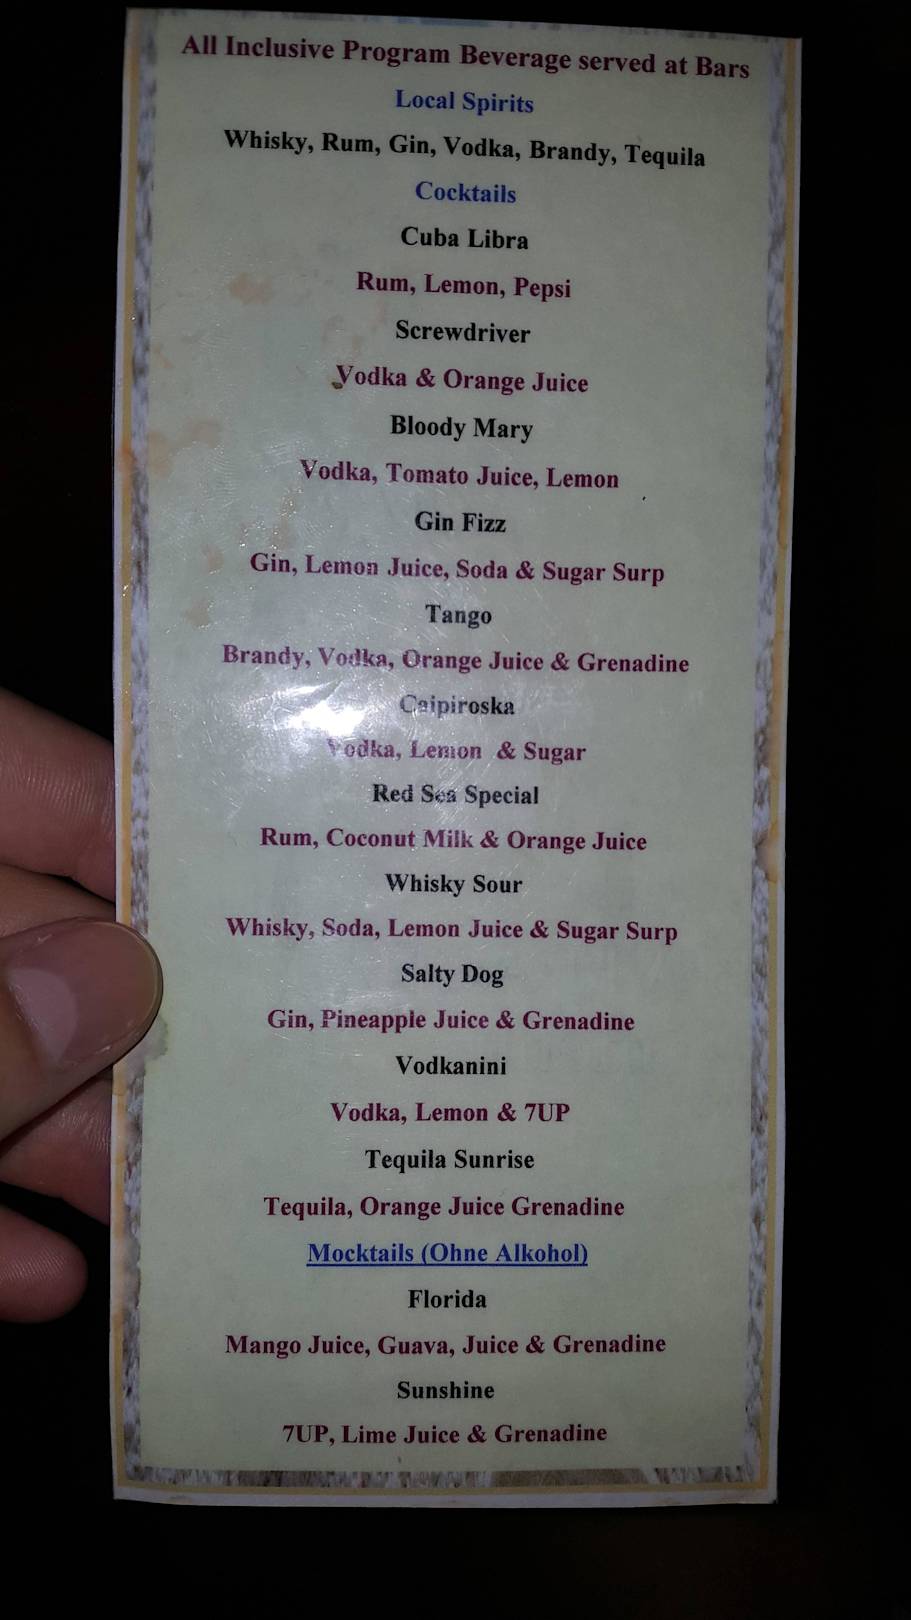 All Inclusive Program Beverage served at Bars
Local Spirits
Whisky, Rum, Gin, Vodka, Brandy, Tequila
Cocktails
Cuba Libra
Rum, Lemon, Pepsi
Screwdriver
Vodka & Orange Juice
Bloody Mary
Vodka, Tomato Juice, Lemon
Gin Fizz
Gin, Lemon Juice, Soda & Sugar Surp
Tango
Brandy, Vodka, Orange Juice & Grenadine
Caipiroska
Vodka, Lemon & Sugar
Red Sea Special
Rum, Coconut Milk & Orange Juice
Whisky Sour
Whisky, Soda, Lemon Juice & Sugar Surp
Salty Dog
Gin, Pineapple Juice & Grenadine
Vodkanini
Vodka, Lemon & 7UP
Tequila Sunrise
Tequila, Orange Juice Grenadine
Mocktails (Ohne Alkohol)
Florida
Mango Juice, Guava, Juice & Grenadine
Sunshine
7UP, Lime Juice & Grenadine